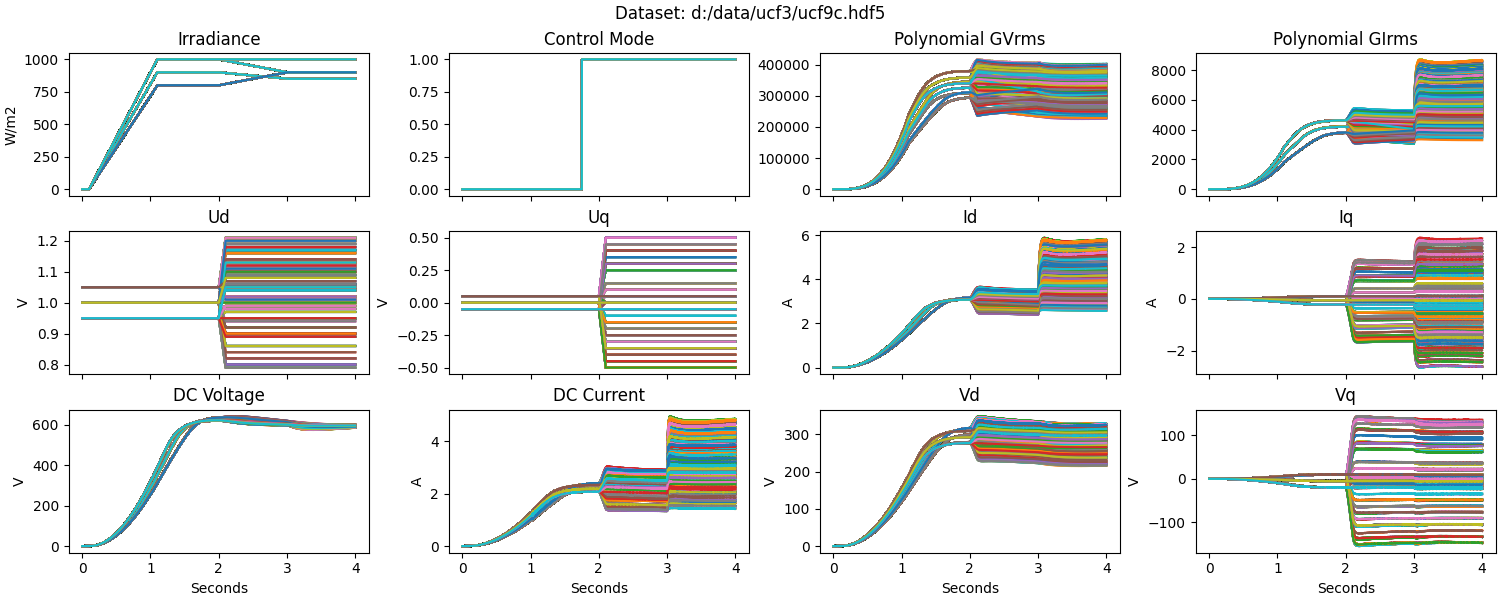 Dataset: d:/data/ucf3/ucf9c.hdf5
Irradiance
Control Mode
Polynomial GVrms
Polynomial GIrms
W/m2
1000
750
500
250
0
1.00
0.75
0.50
0.25
0.00
400000
300000
200000
100000
0
8000
6000
4000
2000
0
Ud
Uq
Id
Iq
V
1.2
1.1
1.0
0.9
0.8
V
0.50
0.25
0.00
−0.25
−0.50
A
6
4
2
0
A
2
0
−2
DC Voltage
DC Current
Vd
Vq
V
600
400
200
0
0 1 2 3 4
Seconds
A
4
2
0
0 1 2 3 4
Seconds
V
300
200
100
0
0 1 2 3 4
Seconds
V
100
0
−100
0 1 2 3 4
Seconds